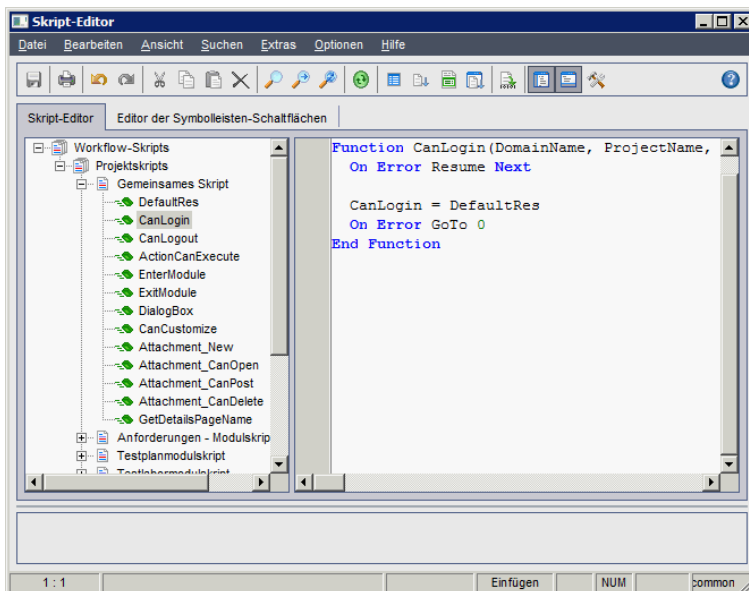 Skript-Editor
Datei Bearbeiten Ansicht Suchen Extras Optionen Hilfe
Skript-Editor Editor der Symbolleisten-Schaltflächen
Workflow-Skripts
Projektskripts
Gemeinsames Skript
DefaultRes
CanLogin
CanLogout
ActionCanExecute
EnterModule
ExitModule
DialogBox
CanCustomize
Attachment_New
Attachment_CanOpen
Attachment_CanPost
Attachment_CanDelete
GetDetailsPageName
Anforderungen - Modulskrip
Testplanmodulskript
Function CanLogin(DomainName, ProjectName,
On Error Resume Next
CanLogin = DefaultRes
On Error GoTo 0
End Function
1: 1 Einfügen NUM common